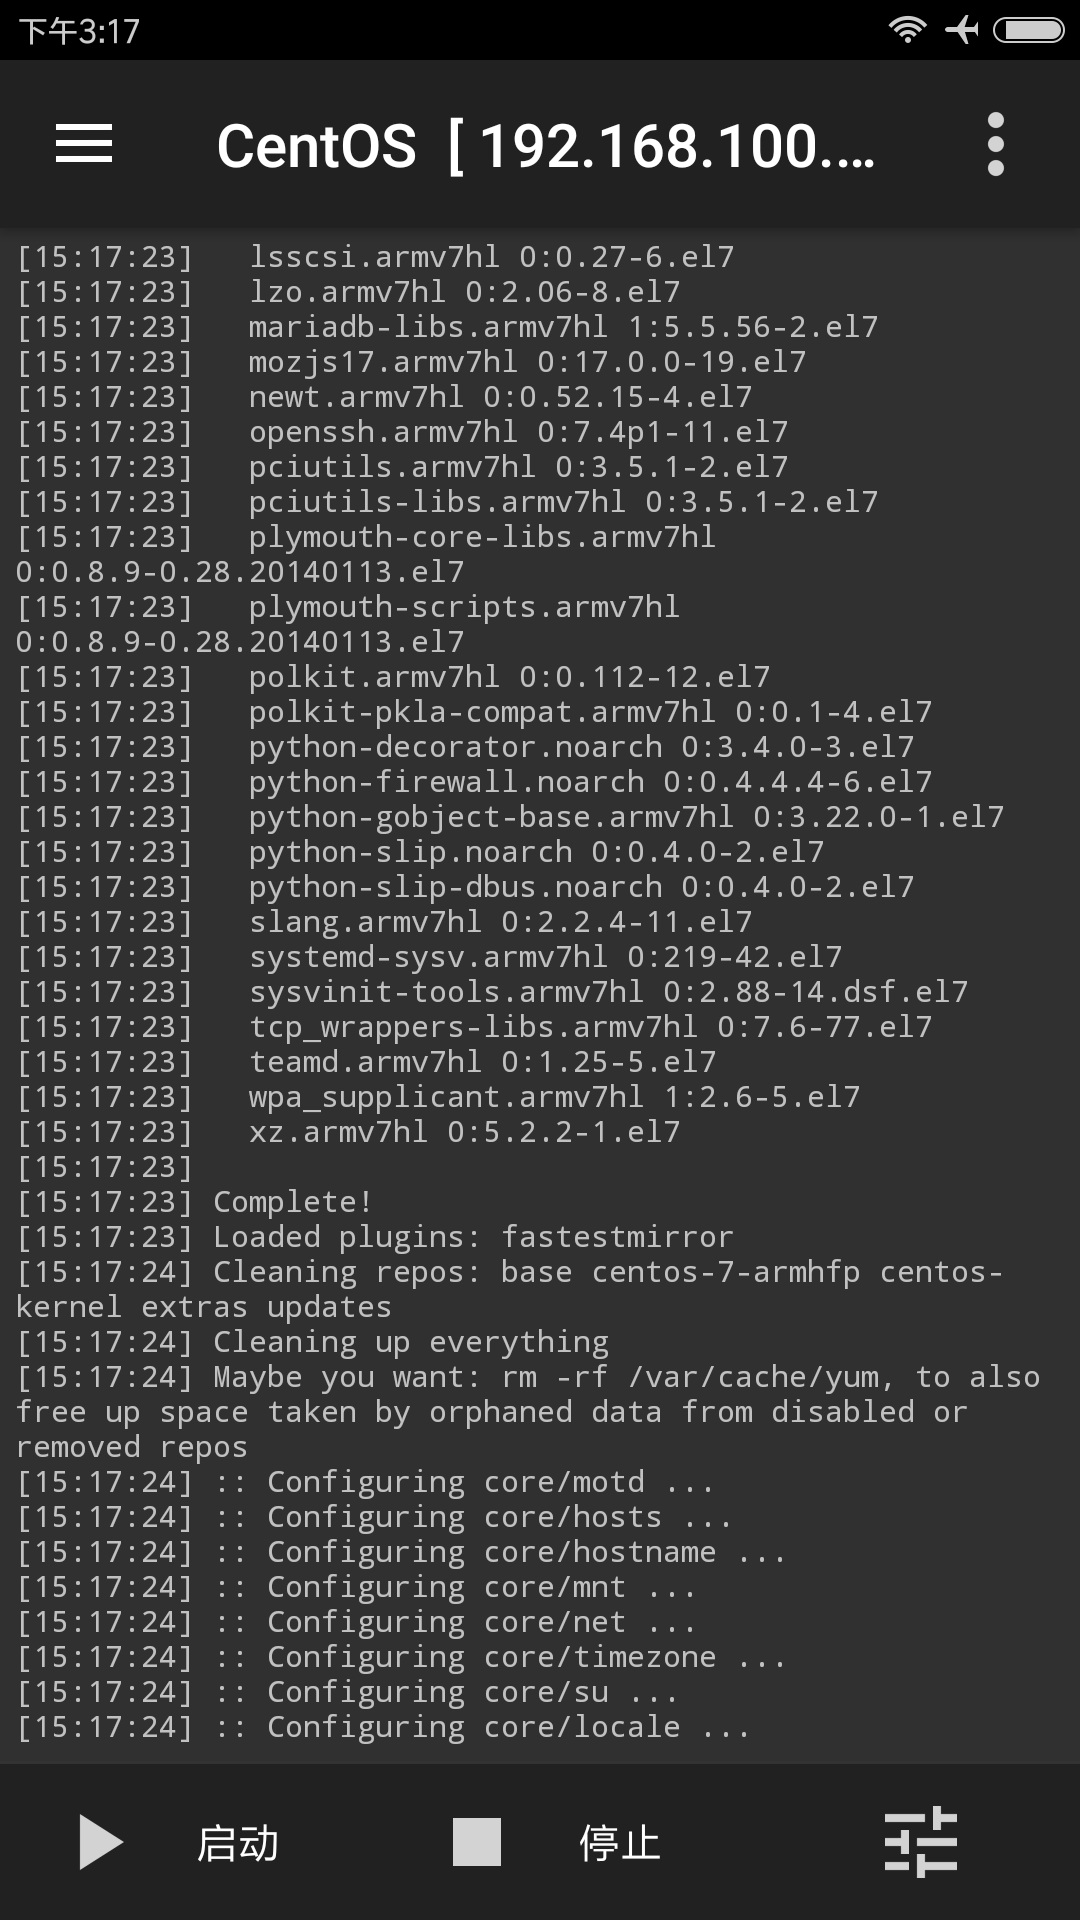 下午3:17
CentOS [ 192.168.100....
[15:17:23]   lsscsi.armv7hl 0:0.27-6.el7
[15:17:23]   lzo.armv7hl 0:2.06-8.el7
[15:17:23]   mariadb-libs.armv7hl 1:5.5.56-2.el7
[15:17:23]   mozjs17.armv7hl 0:17.0.0-19.el7
[15:17:23]   newt.armv7hl 0:0.52.15-4.el7
[15:17:23]   openssh.armv7hl 0:7.4p1-11.el7
[15:17:23]   pciutils.armv7hl 0:3.5.1-2.el7
[15:17:23]   pciutils-libs.armv7hl 0:3.5.1-2.el7
[15:17:23]   plymouth-core-libs.armv7hl
0:0.8.9-0.28.20140113.el7
[15:17:23]   plymouth-scripts.armv7hl
0:0.8.9-0.28.20140113.el7
[15:17:23]   polkit.armv7hl 0:0.112-12.el7
[15:17:23]   polkit-pkla-compat.armv7hl 0:0.1-4.el7
[15:17:23]   python-decorator.noarch 0:3.4.0-3.el7
[15:17:23]   python-firewall.noarch 0:0.4.4.4-6.el7
[15:17:23]   python-gobject-base.armv7hl 0:3.22.0-1.el7
[15:17:23]   python-slip.noarch 0:0.4.0-2.el7
[15:17:23]   python-slip-dbus.noarch 0:0.4.0-2.el7
[15:17:23]   slang.armv7hl 0:2.2.4-11.el7
[15:17:23]   systemd-sysv.armv7hl 0:219-42.el7
[15:17:23]   sysvinit-tools.armv7hl 0:2.88-14.dsf.el7
[15:17:23]   tcp_wrappers-libs.armv7hl 0:7.6-77.el7
[15:17:23]   teamd.armv7hl 0:1.25-5.el7
[15:17:23]   wpa_supplicant.armv7hl 1:2.6-5.el7
[15:17:23]   xz.armv7hl 0:5.2.2-1.el7
[15:17:23]
[15:17:23] Complete!
[15:17:23] Loaded plugins: fastestmirror
[15:17:24] Cleaning repos: base centos-7-armhfp centos-
kernel extras updates
[15:17:24] Cleaning up everything
[15:17:24] Maybe you want: rm -rf /var/cache/yum, to also
free up space taken by orphaned data from disabled or
removed repos
[15:17:24] :: Configuring core/motd ...
[15:17:24] :: Configuring core/hosts ...
[15:17:24] :: Configuring core/hostname ...
[15:17:24] :: Configuring core/mnt ...
[15:17:24] :: Configuring core/net ...
[15:17:24] :: Configuring core/timezone ...
[15:17:24] :: Configuring core/su ...
[15:17:24] :: Configuring core/locale ...
启动 停止